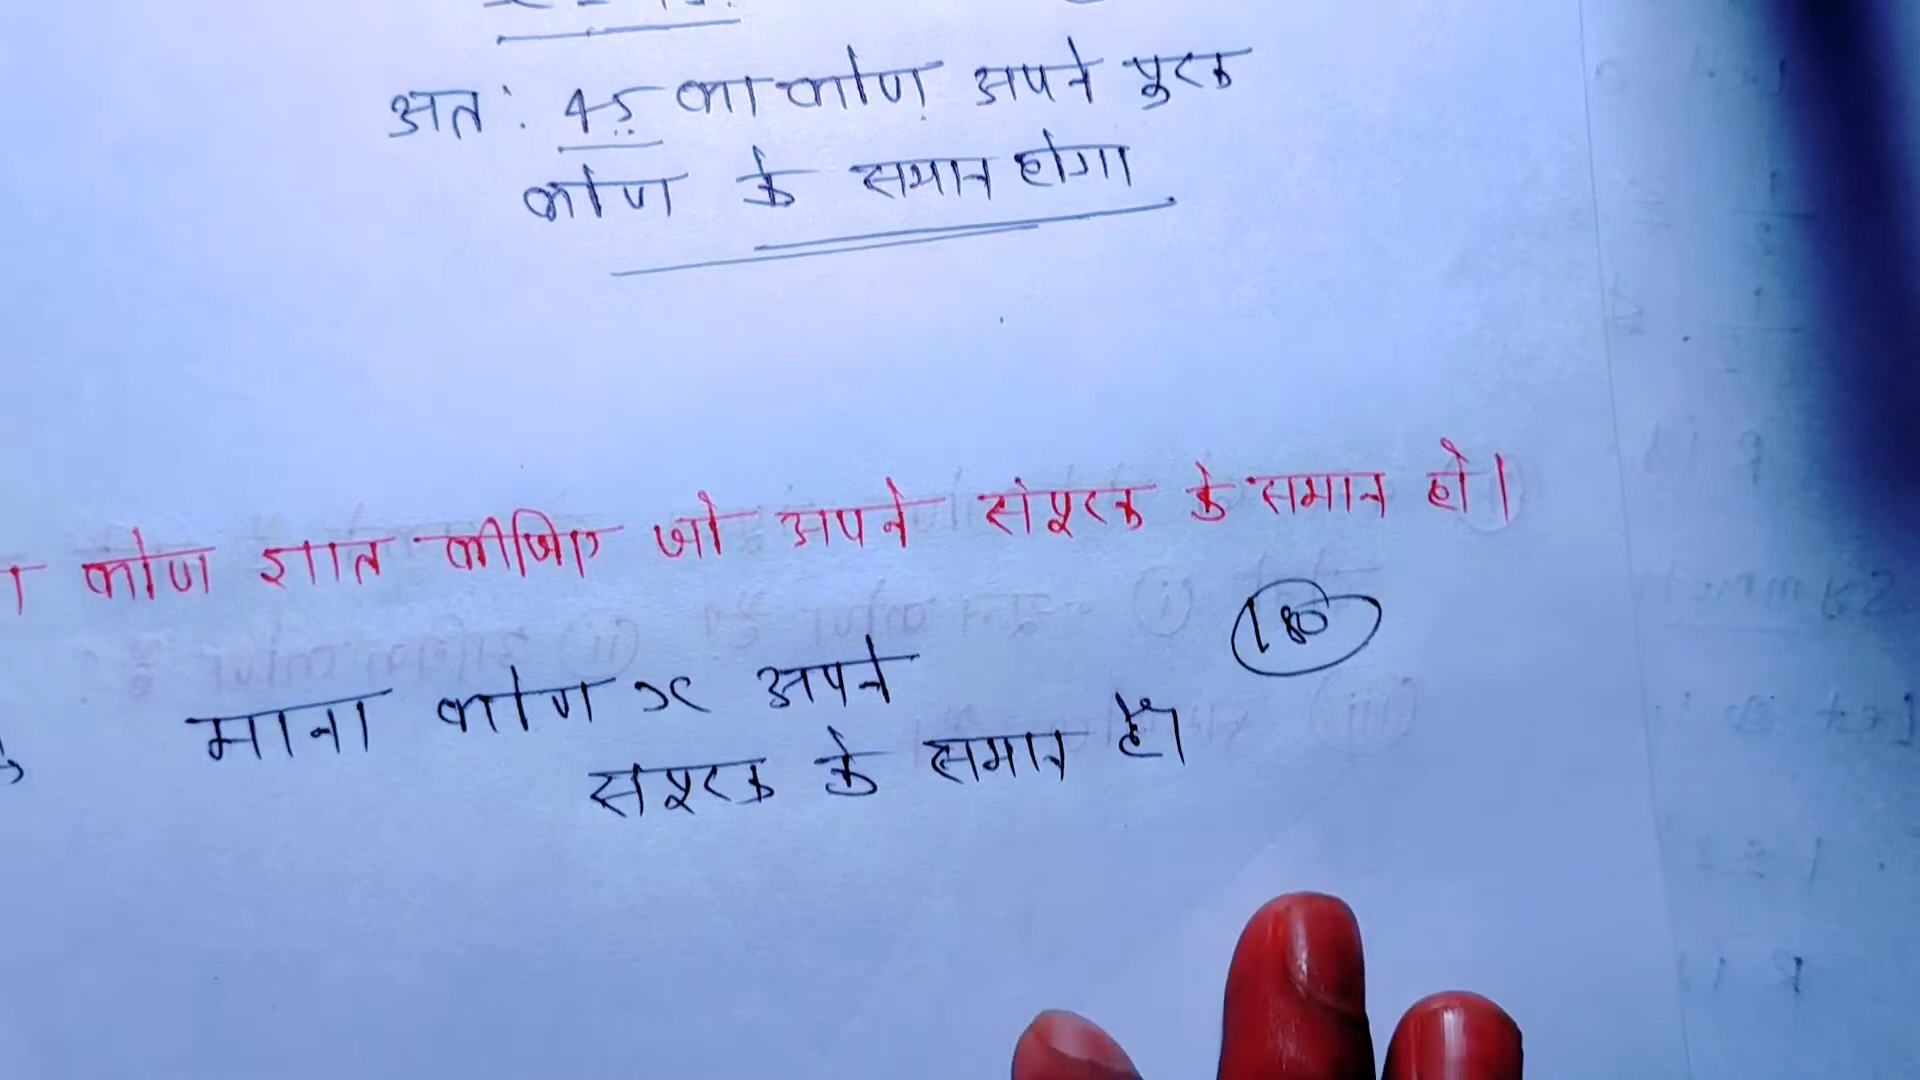 अत: 45 का कोण अपने पुरक
कोण के समान होगा
कोण ज्ञात कीजिए जो अपने संपूरक के समान हो।
180
माना कोण x अपने
संपूरक के समान है।